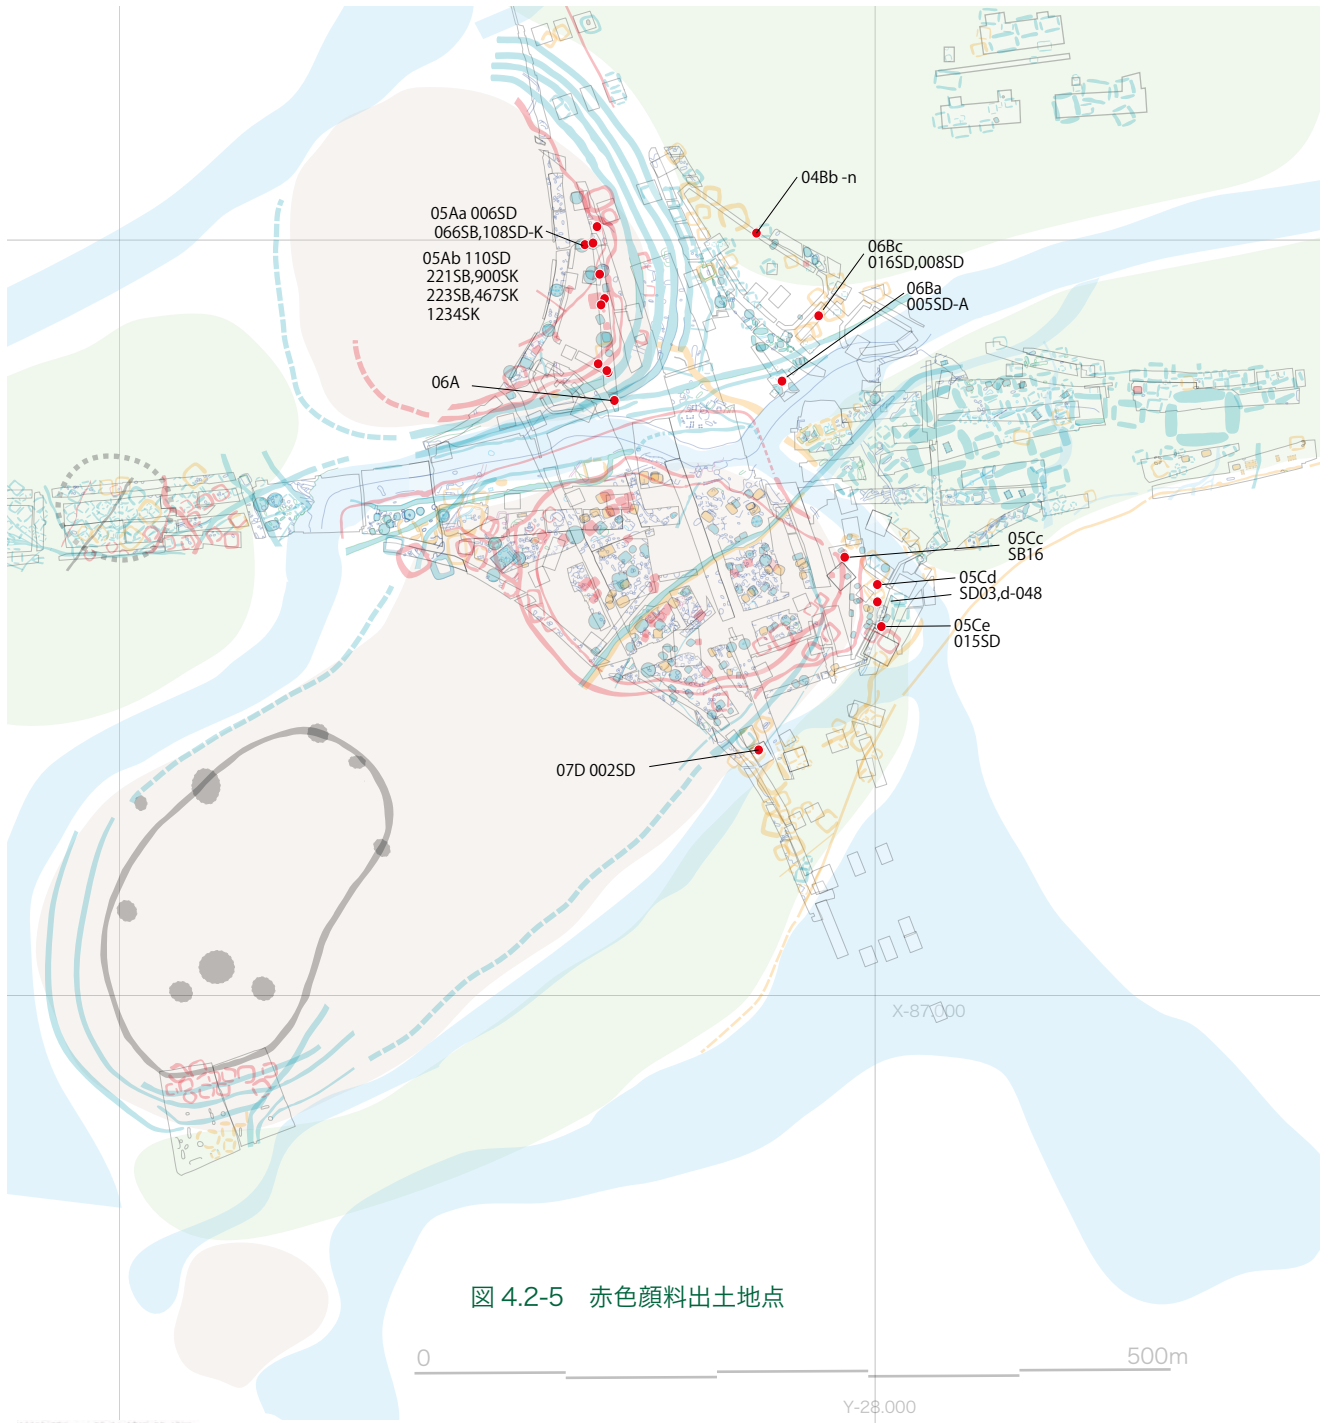 04Bb -n
05Aa 006SD
066SB,108SD-K
05Ab 110SD
221SB,900SK
223SB,467SK
1234SK
06Bc
016SD,008SD
06Ba
005SD-A
06A
05Cc
SB16
05Cd
SD03,d-048
05Ce
015SD
07D 002SD
X-87.000
図 4.2-5　赤色顔料出土地点
0
500m
Y-28.000